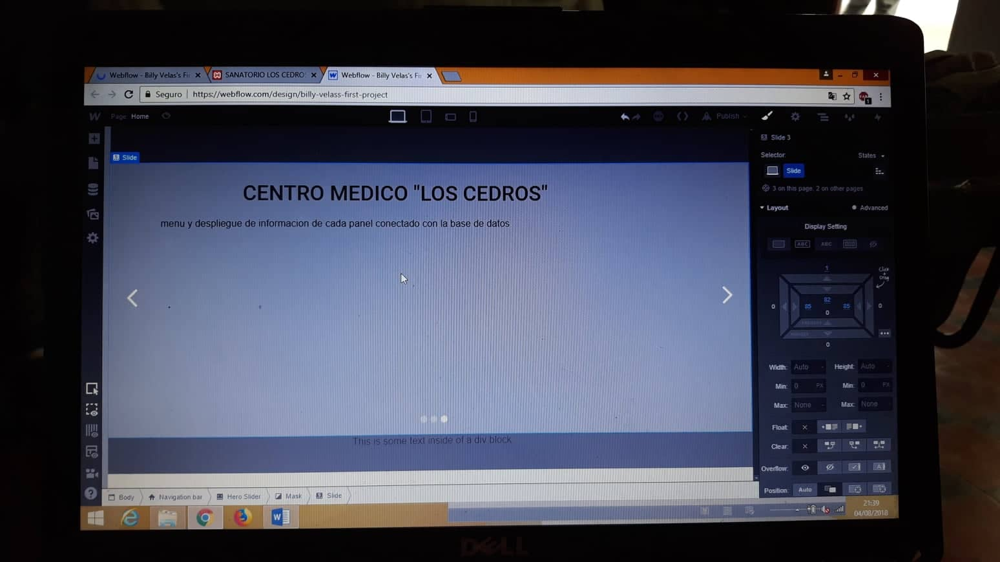 Webflow - Billy Velas's Fi
SANATORIO LOS CEDRO
Webflow - Billy Velas's Fi
Seguro
https://webflow.com/design/billy-velass-first-project
Page: Home
Publish
Slide
CENTRO MEDICO "LOS CEDROS"
menu y despliegue de informacion de cada panel conectado con la base de datos
This is some text inside of a div block
Slide 3
Selector:
States
Slide
3 on this page, 2 on other pages
Layout
Advanced
Display Setting
ABC
ABC
Click
+
Drag
1
0
85
82
85
0
0
PADDING
MARGIN
0
Width: Auto - Height: Auto -
Min: 0 PX Min: 0 PX
Max: None - Max: None -
Float:
Clear:
Overflow:
Position: Auto
Body
Navigation bar
Hero Slider
Mask
Slide
21:39
04/08/2018
DELL